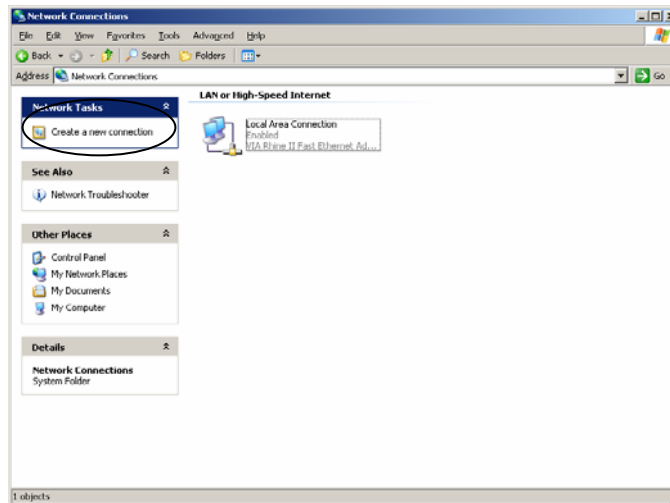 Network Connections
File Edit View Favorites Tools Advanced Help
Back Search Folders
Address Network Connections Go
Network Tasks
Create a new connection
See Also
Network Troubleshooter
Other Places
Control Panel
My Network Places
My Documents
My Computer
Details
Network Connections
System Folder
LAN or High-Speed Internet
Local Area Connection
Enabled
VIA Rhine II Fast Ethernet Ad...
1 objects